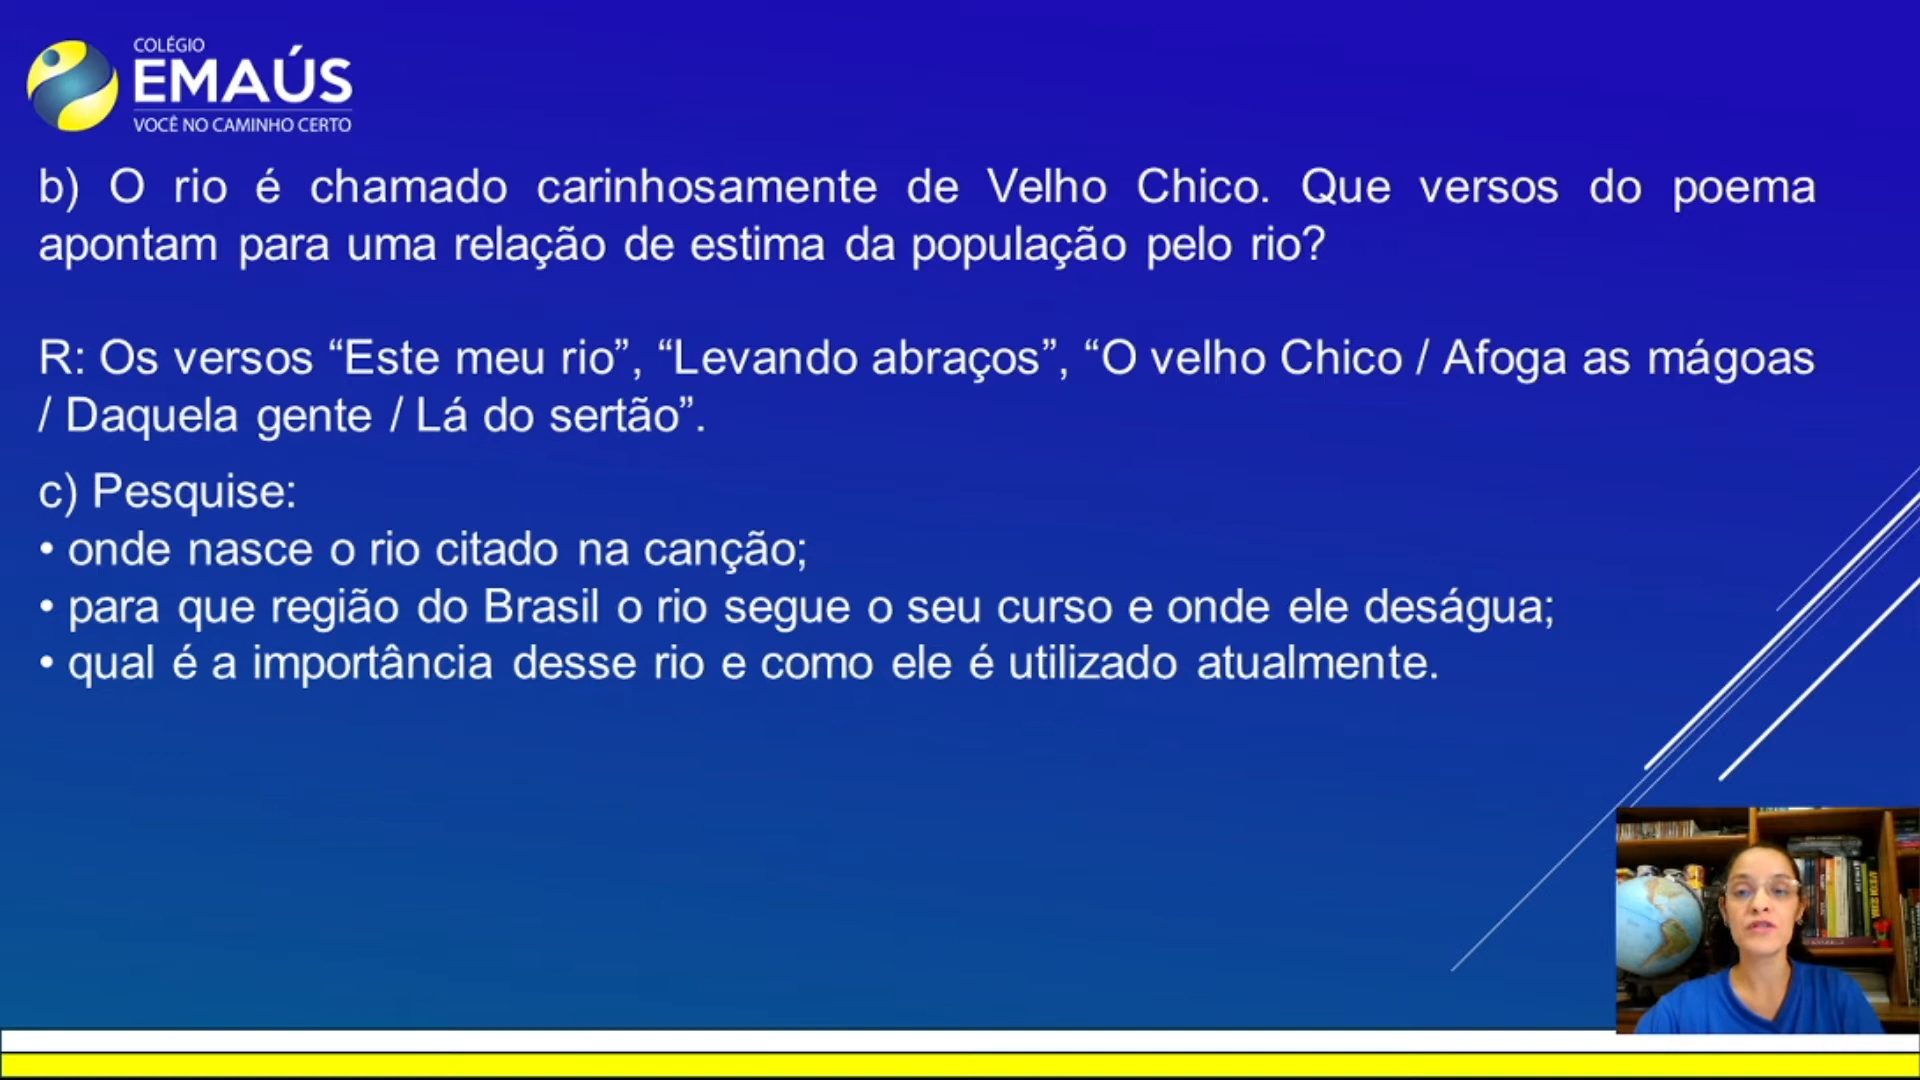 COLÉGIO
EMAÚS
VOCÊ NO CAMINHO CERTO
b) O rio é chamado carinhosamente de Velho Chico. Que versos do poema
apontam para uma relação de estima da população pelo rio?
R: Os versos “Este meu rio”, “Levando abraços”, “O velho Chico / Afoga as mágoas
/ Daquela gente / Lá do sertão”.
c) Pesquise:
• onde nasce o rio citado na canção;
• para que região do Brasil o rio segue o seu curso e onde ele deságua;
• qual é a importância desse rio e como ele é utilizado atualmente.